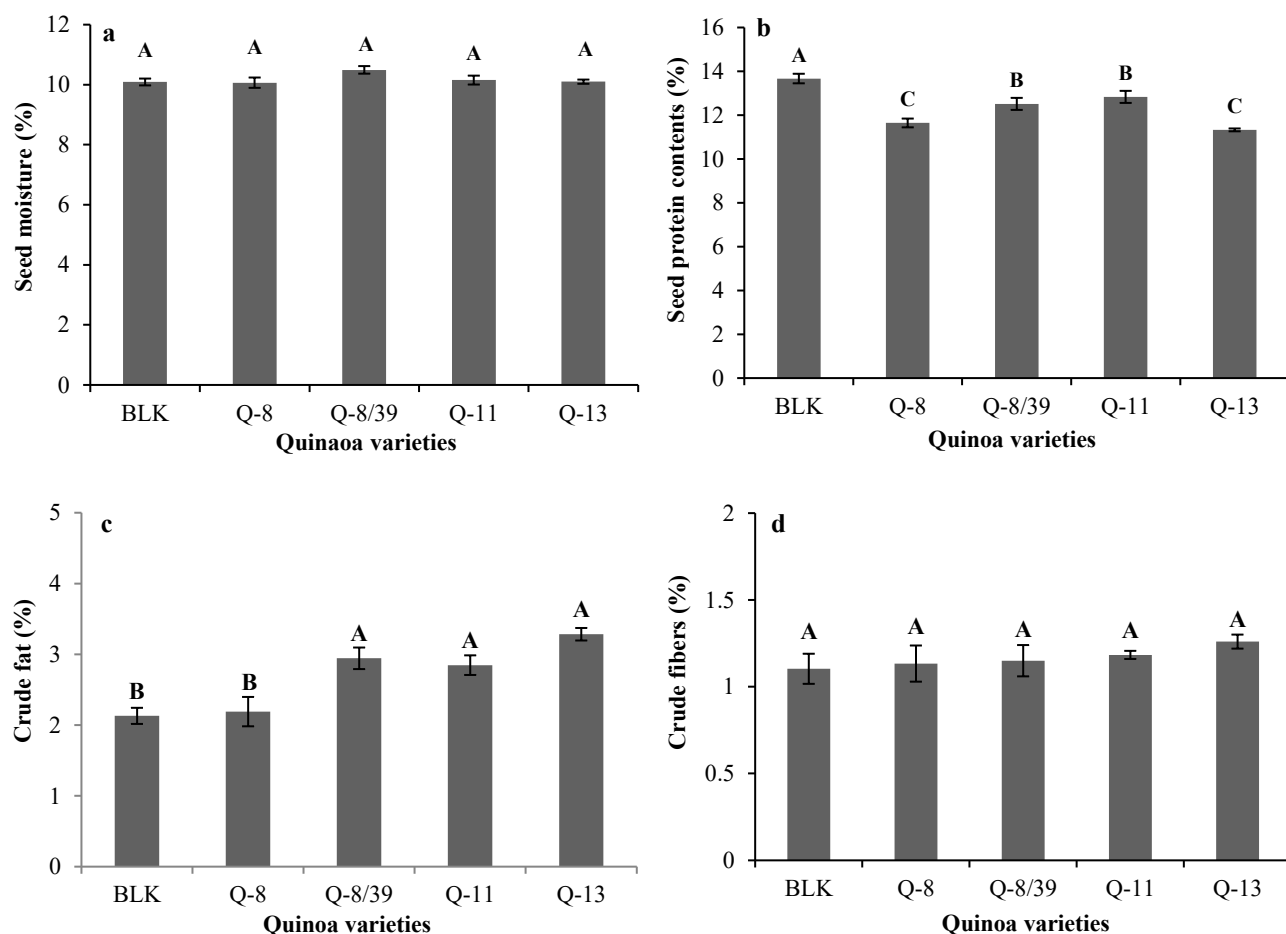 a
Seed moisture (%)
12
10
8
6
4
2
0
A A A A A
BLK Q-8 Q-8/39 Q-11 Q-13
Quinaoa varieties
b
Seed protein contents (%)
16
14
12
10
8
6
4
2
0
A C B B C
BLK Q-8 Q-8/39 Q-11 Q-13
Quinoa varieties
c
Crude fat (%)
5
4
3
2
1
0
B B A A A
BLK Q-8 Q-8/39 Q-11 Q-13
Quinoa varieties
d
Crude fibers (%)
2
1.5
1
0.5
0
A A A A A
BLK Q-8 Q-8/39 Q-11 Q-13
Quinoa varieties